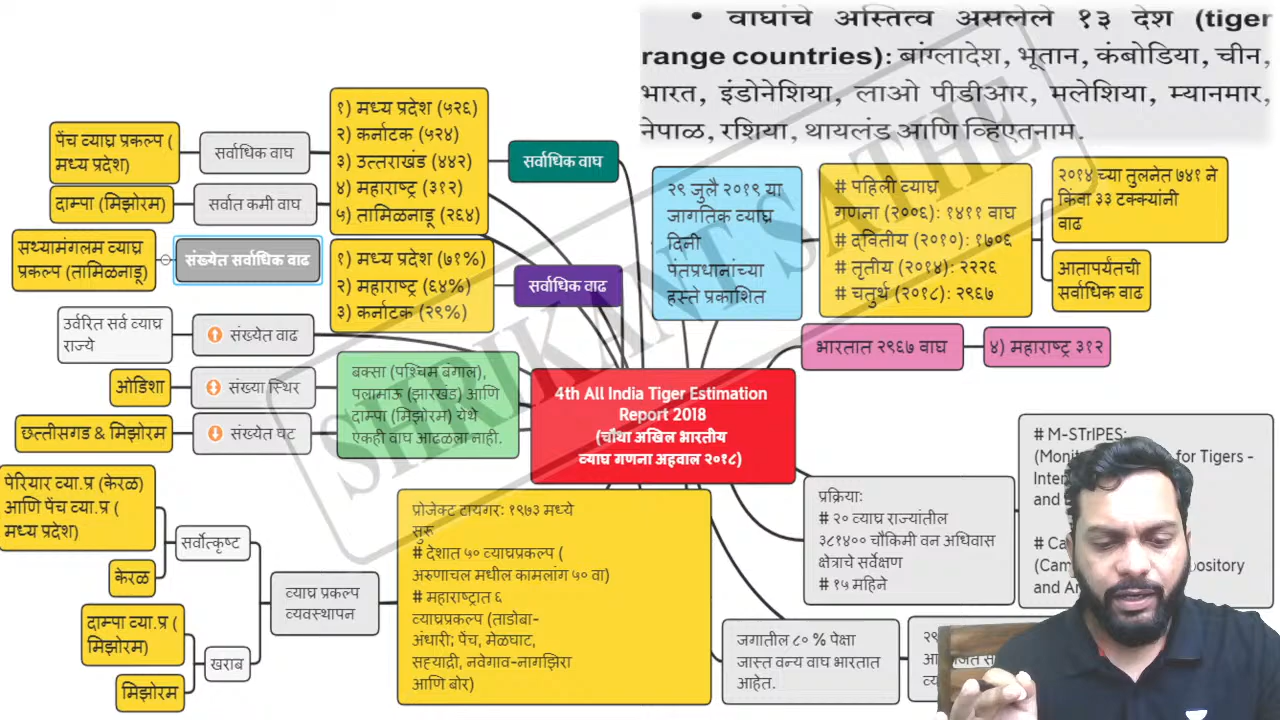 • वाघांचे अस्तित्व असलेले १३ देश (tiger
range countries): बांग्लादेश, भूतान, कंबोडिया, चीन,
भारत, इंडोनेशिया, लाओ पीडीआर, मलेशिया, म्यानमार,
नेपाळ, रशिया, थायलंड आणि व्हिएतनाम.
पेंच व्याघ्र प्रकल्प (
मध्य प्रदेश)
सर्वाधिक वाघ
१) मध्य प्रदेश (५२६)
२) कर्नाटक (५२४)
३) उत्तराखंड (४४२)
४) महाराष्ट्र (३१२)
५) तामिळनाडू (२६४)
सर्वाधिक वाघ
दाम्पा (मिझोरम)
सर्वात कमी वाघ
सथ्यामंगलम व्याघ्र
प्रकल्प (तामिळनाडू)
संख्येत सर्वाधिक वाढ
१) मध्य प्रदेश (७१%)
२) महाराष्ट्र (६४%)
३) कर्नाटक (२९%)
सर्वाधिक वाढ
२९ जुलै २०१९ या
जागतिक व्याघ्र
दिनी
पंतप्रधानांच्या
हस्ते प्रकाशित
# पहिली व्याघ्र
गणना (२००६): १४११ वाघ
# द्वितीय (२०१०): १७०६
# तृतीय (२०१४): २२२६
# चतुर्थ (२०१८): २९६७
२०१४ च्या तुलनेत ७४१ ने
किंवा ३३ टक्क्यांनी
वाढ
आतापर्यंतची
सर्वाधिक वाढ
उर्वरित सर्व व्याघ्र
राज्ये
संख्येत वाढ
भारतात २९६७ वाघ
४) महाराष्ट्र ३१२
ओडिशा
संख्या स्थिर
छत्तीसगड & मिझोरम
संख्येत घट
बक्सा (पश्चिम बंगाल),
पलामाऊ (झारखंड) आणि
दाम्पा (मिझोरम) येथे
एकही वाघ आढळला नाही.
4th All India Tiger Estimation
Report 2018
(चौथा अखिल भारतीय
व्याघ्र गणना अहवाल २०१८)
SHRIKANT SATHE
पेरियार व्या.प्र (केरळ)
आणि पेंच व्या.प्र (
मध्य प्रदेश)
केरळ
सर्वोत्कृष्ट
दाम्पा व्या.प्र (
मिझोरम)
मिझोरम
खराब
व्याघ्र प्रकल्प
व्यवस्थापन
प्रोजेक्ट टायगर: १९७३ मध्ये
सुरू
# देशात ५० व्याघ्रप्रकल्प (
अरुणाचल मधील कामलांग ५० वा)
# महाराष्ट्रात ६
व्याघ्रप्रकल्प (ताडोबा-
अंधारी; पेंच, मेळघाट,
सह्याद्री, नवेगाव-नागझिरा
आणि बोर)
प्रक्रिया:
# २० व्याघ्र राज्यांतील
३८१४०० चौकिमी वन अधिवास
क्षेत्राचे सर्वेक्षण
# १५ महिने
# M-STrIPES:
for Tigers -
and
# Ca
and
जगातील ८० % पेक्षा
जास्त वन्य वाघ भारतात
आहेत.